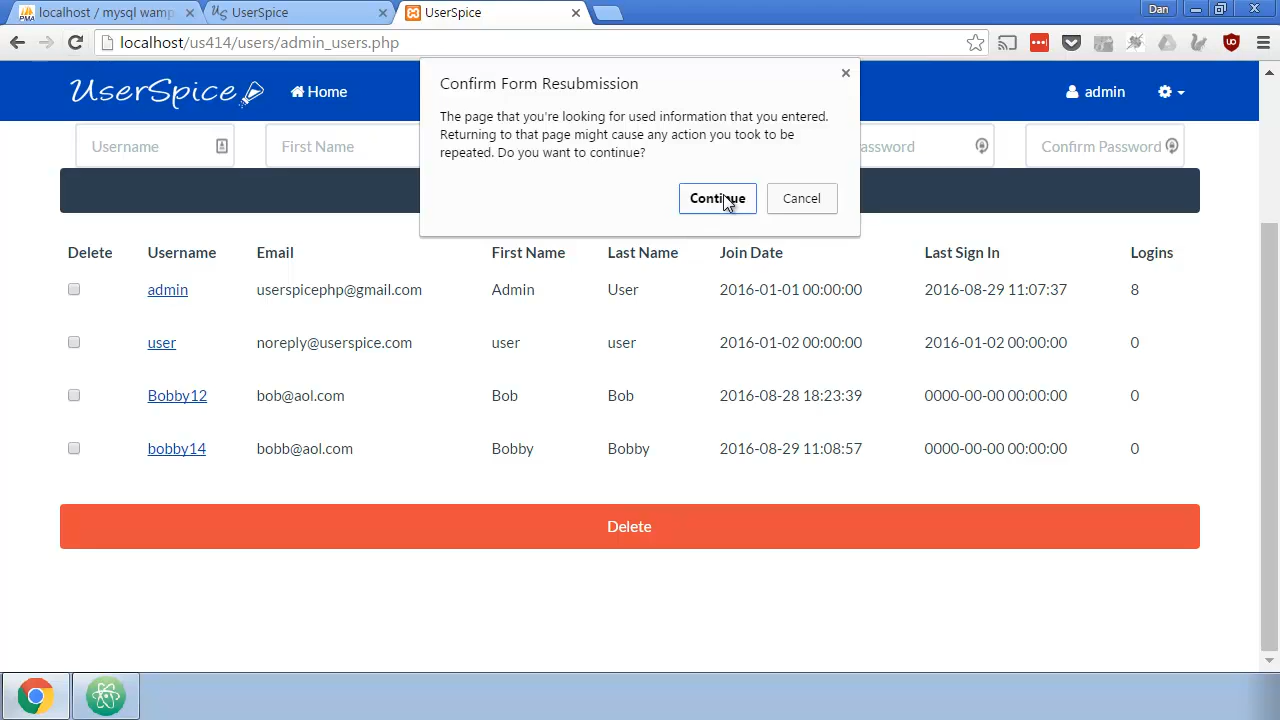 localhost / mysql wamp
UserSpice
UserSpice
Dan
localhost/us414/users/admin_users.php
UserSpice
Home
admin
Confirm Form Resubmission
The page that you're looking for used information that you entered.
Returning to that page might cause any action you took to be
repeated. Do you want to continue?
Continue
Cancel
Username
First Name
assword
Confirm Password
Delete Username Email First Name Last Name Join Date Last Sign In Logins
admin userspicephp@gmail.com Admin User 2016-01-01 00:00:00 2016-08-29 11:07:37 8
user noreply@userspice.com user user 2016-01-02 00:00:00 2016-01-02 00:00:00 0
Bobby12 bob@aol.com Bob Bob 2016-08-28 18:23:39 0000-00-00 00:00:00 0
bobby14 bobb@aol.com Bobby Bobby 2016-08-29 11:08:57 0000-00-00 00:00:00 0
Delete